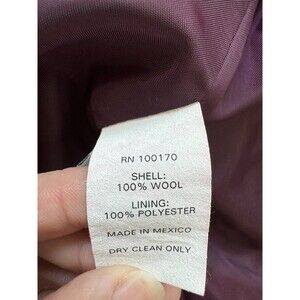 RN 100170
SHELL:
100% WOOL
LINING:
100% POLYESTER
MADE IN MEXICO
DRY CLEAN ONLY